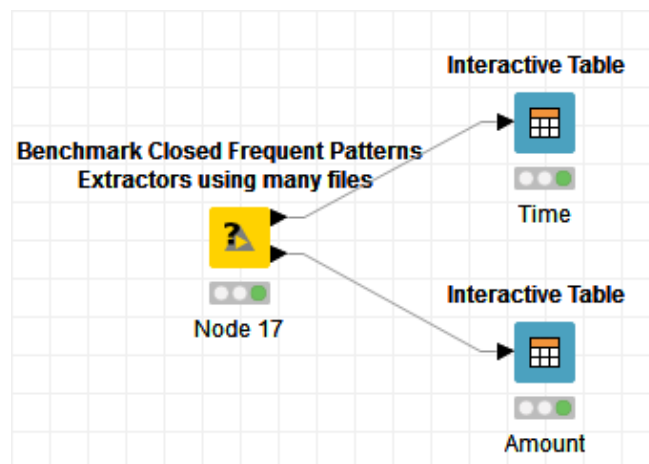 Interactive Table
Time
Benchmark Closed Frequent Patterns
Extractors using many files
?
Node 17
Interactive Table
Amount